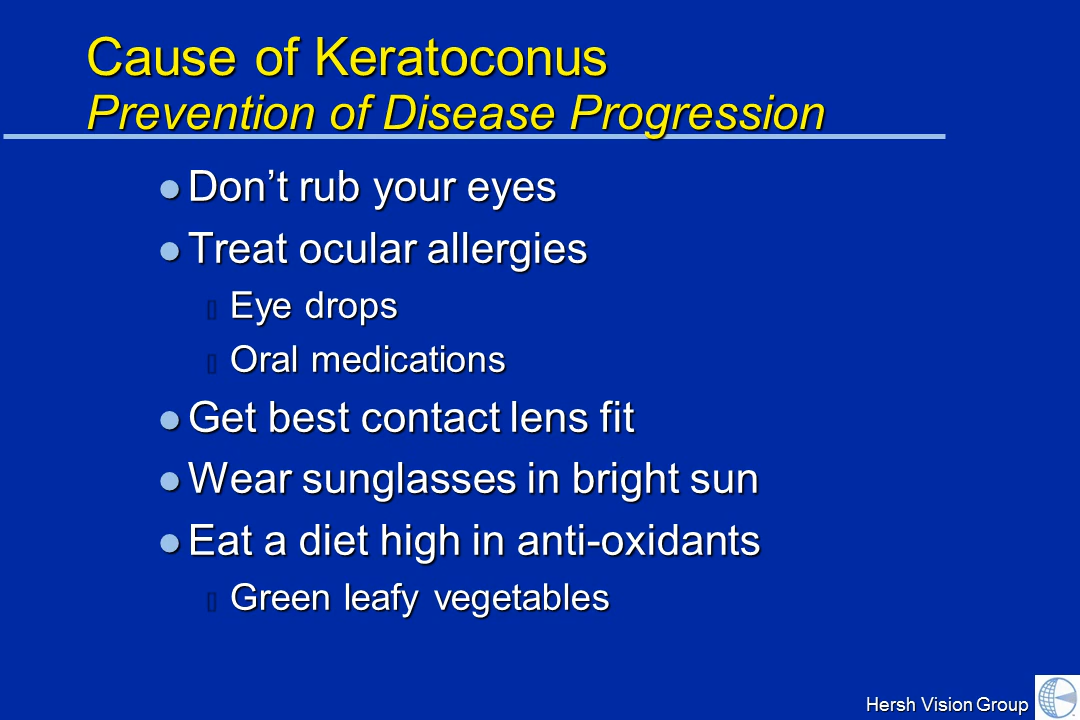 Cause of Keratoconus
Prevention of Disease Progression
Don’t rub your eyes
Treat ocular allergies
Eye drops
Oral medications
Get best contact lens fit
Wear sunglasses in bright sun
Eat a diet high in anti-oxidants
Green leafy vegetables
Hersh Vision Group